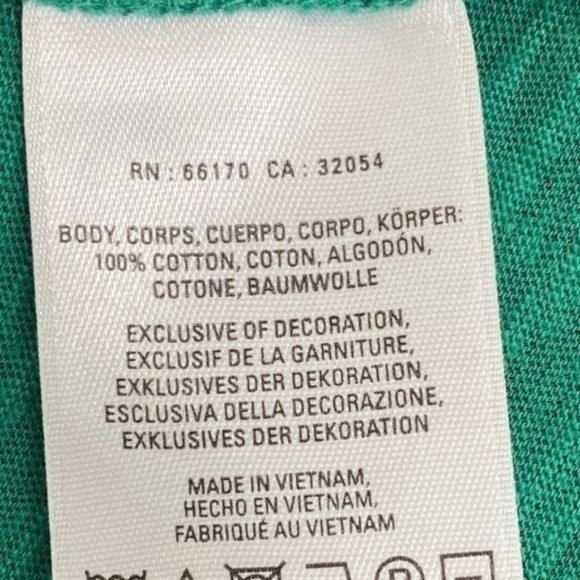 RN : 66170 CA : 32054
BODY, CORPS, CUERPO, CORPO, KÖRPER:
100% COTTON, COTON, ALGODÓN,
COTONE, BAUMWOLLE
EXCLUSIVE OF DECORATION,
EXCLUSIF DE LA GARNITURE,
EXKLUSIVES DER DEKORATION,
ESCLUSIVA DELLA DECORAZIONE,
EXKLUSIVES DER DEKORATION
MADE IN VIETNAM,
HECHO EN VIETNAM,
FABRIQUÉ AU VIETNAM